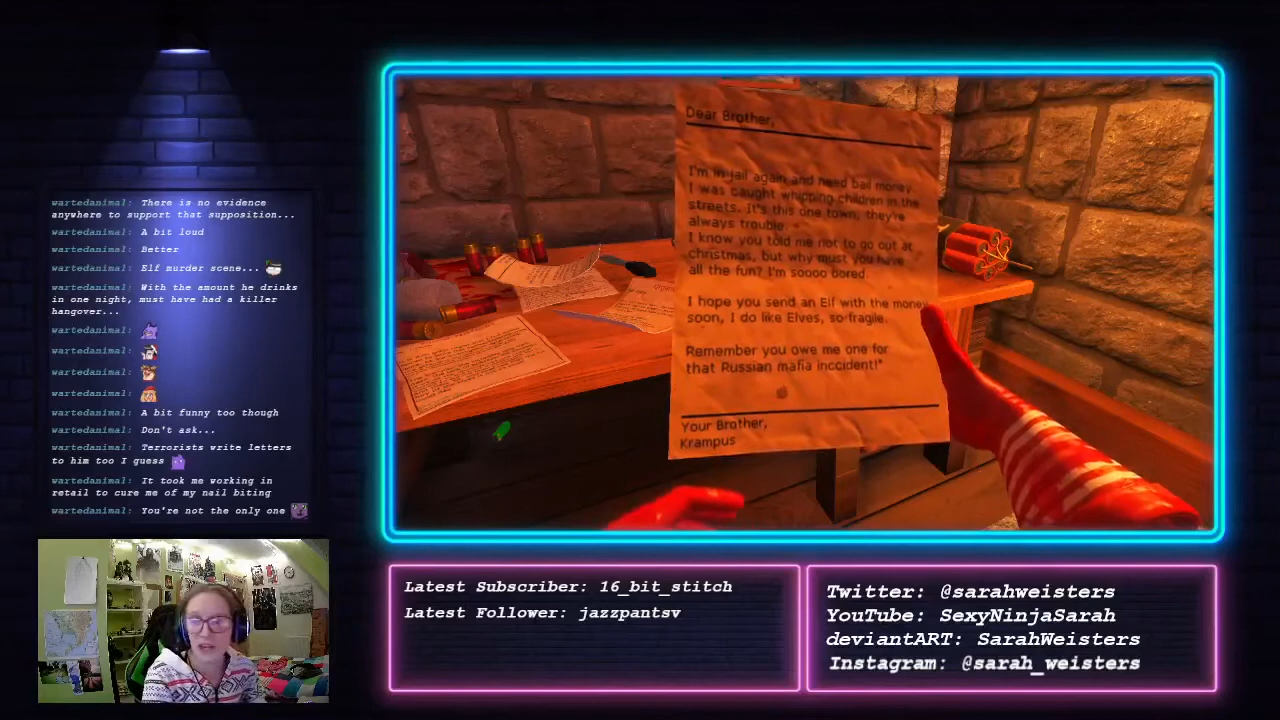 wartedanimal: There is no evidence
anywhere to support that supposition...
wartedanimal: A bit loud
wartedanimal: Better
wartedanimal: Elf murder scene...
wartedanimal: With the amount he drinks
in one night, must have had a killer
hangover...
wartedanimal:
wartedanimal:
wartedanimal:
wartedanimal:
wartedanimal: A bit funny too though
wartedanimal: Don't ask...
wartedanimal: Terrorists write letters
to him too I guess
wartedanimal: It took me working in
retail to cure me of my nail biting
wartedanimal: You're not the only one
Dear Brother,
I'm in jail again and need bail money.
I was caught whipping children in the
streets. It's this one town, they're
always trouble.
I know you told me not to go out at
christmas, but why must you have
all the fun? I'm soooo bored.
I hope you send an Elf with the money
soon, I do like Elves, so fragile.
Remember you owe me one for
that Russian mafia inccident!"
Your Brother,
Krampus
Latest Subscriber: 16_bit_stitch
Latest Follower: jazzpantsv
Twitter: @sarahweisters
YouTube: SexyNinjaSarah
deviantART: SarahWeisters
Instagram: @sarah_weisters